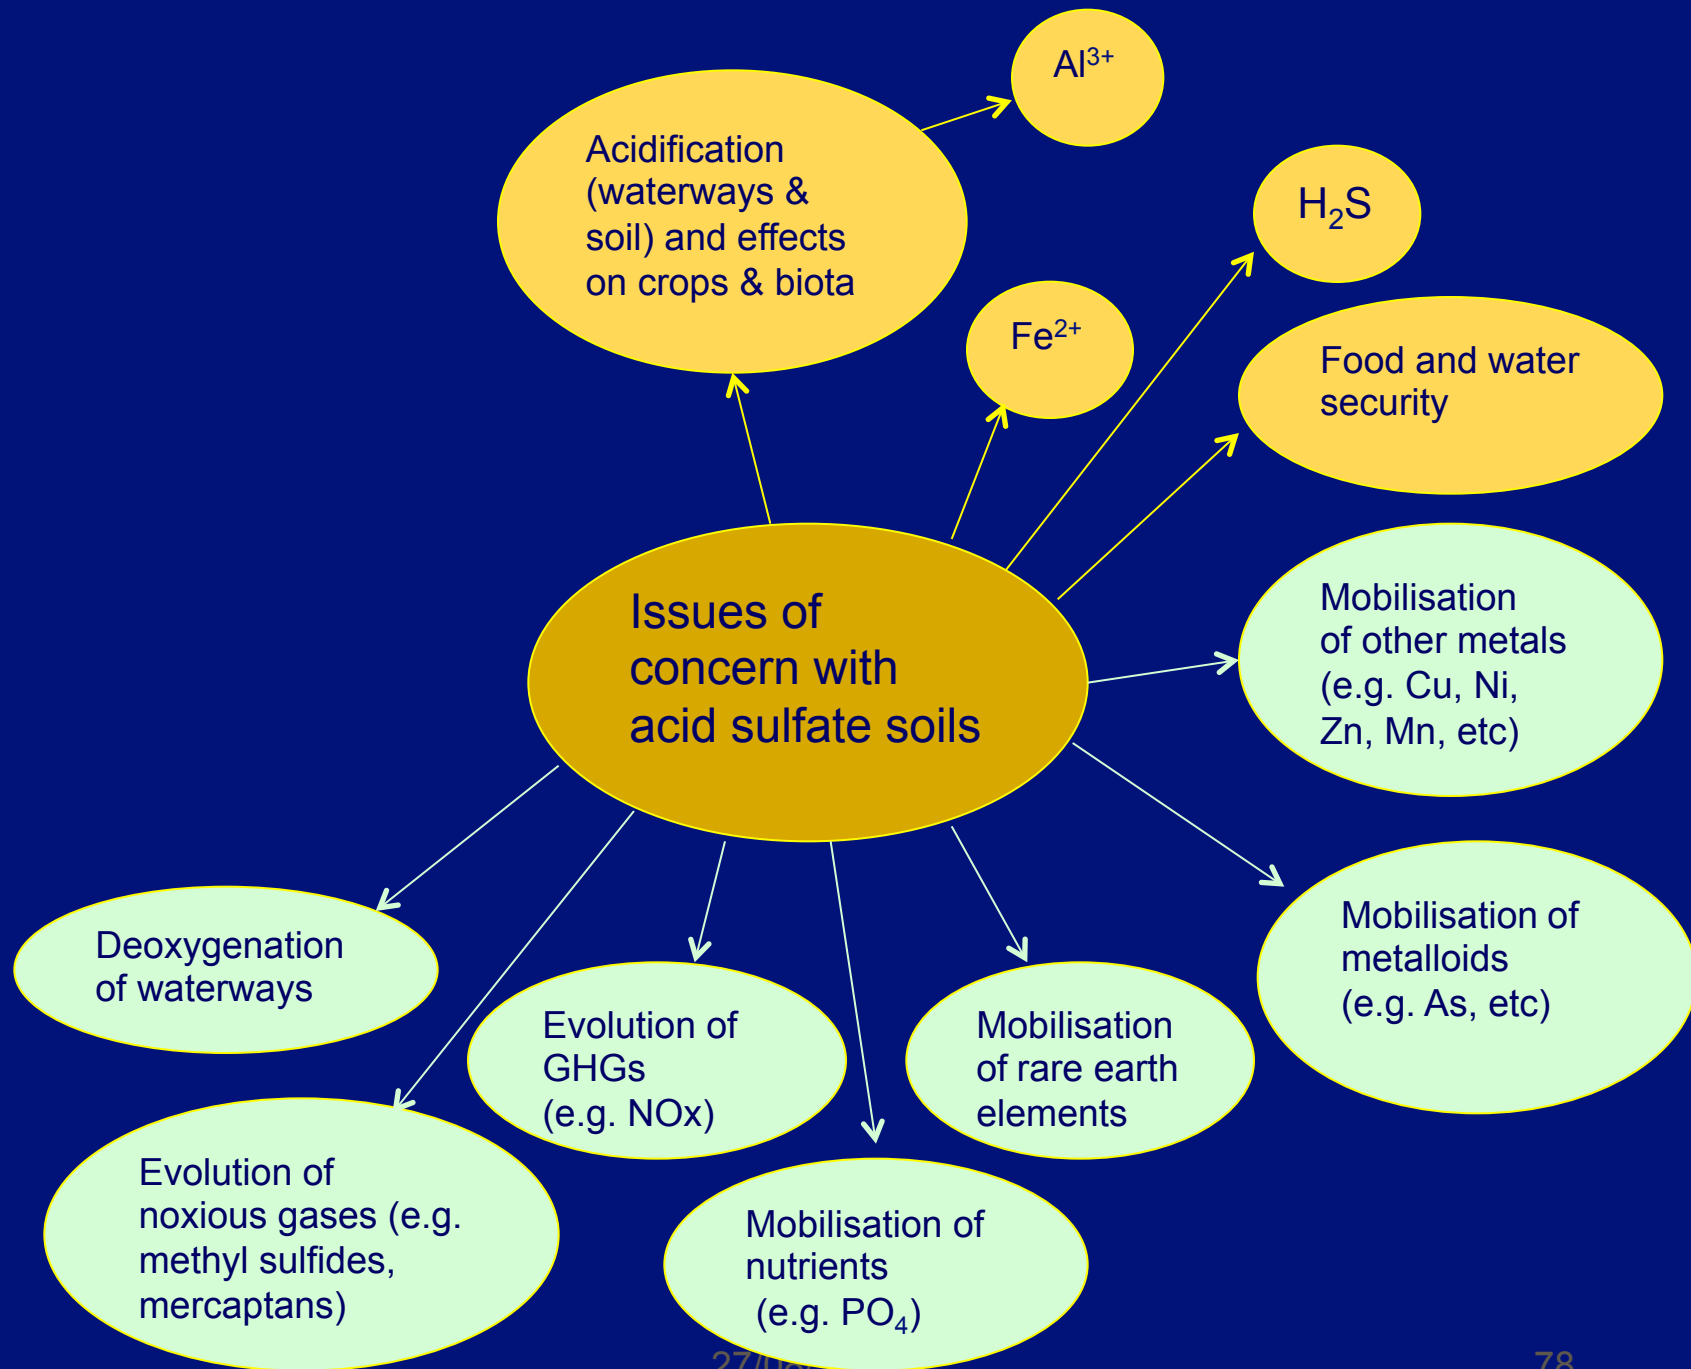 Al³⁺
Acidification
(waterways &
soil) and effects
on crops & biota
H₂S
Fe²⁺
Food and water
security
Issues of
concern with
acid sulfate soils
Mobilisation
of other metals
(e.g. Cu, Ni,
Zn, Mn, etc)
Mobilisation of
metalloids
(e.g. As, etc)
Deoxygenation
of waterways
Evolution of
GHGs
(e.g. NOx)
Mobilisation
of rare earth
elements
Evolution of
noxious gases (e.g.
methyl sulfides,
mercaptans)
Mobilisation of
nutrients
(e.g. PO₄)
78